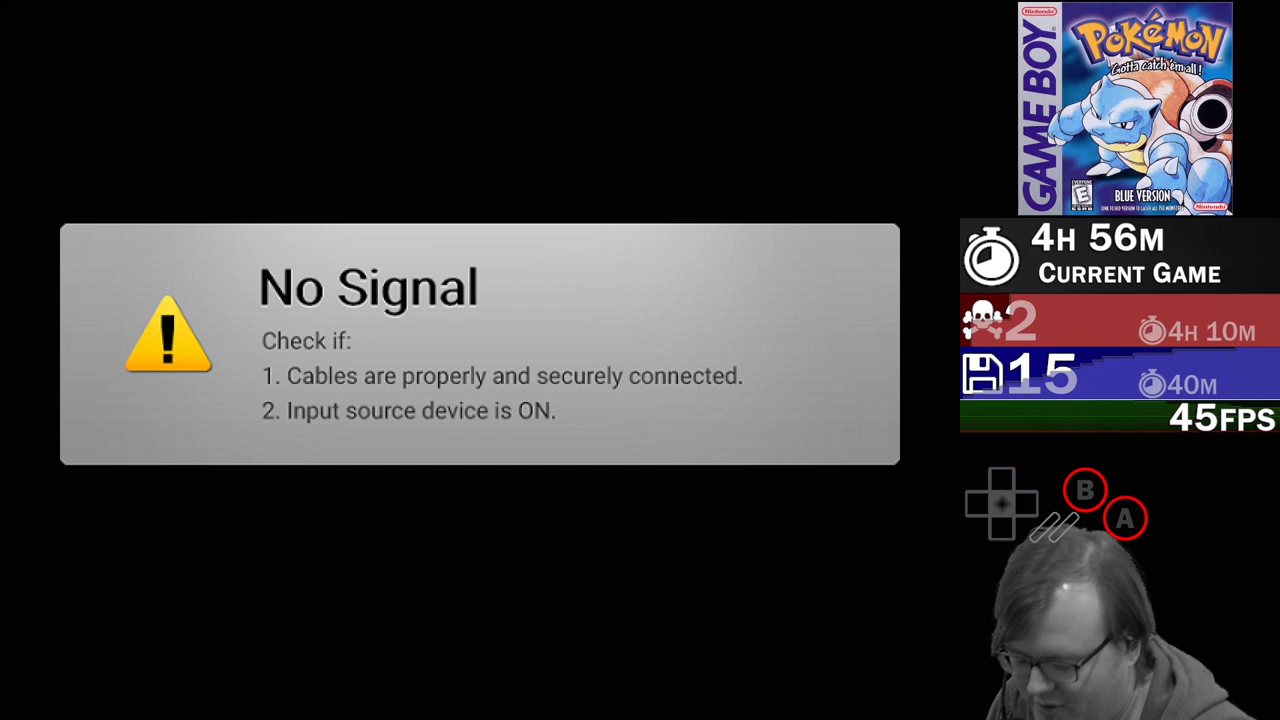 No Signal
Check if:
1. Cables are properly and securely connected.
2. Input source device is ON.
Nintendo
GAME BOY
POKéMON
Gotta catch 'em all!
EVERYONE
E
ESRB
BLUE VERSION
Nintendo
4H 56M
CURRENT GAME
2
4H 10M
15
40M
45FPS
B
A